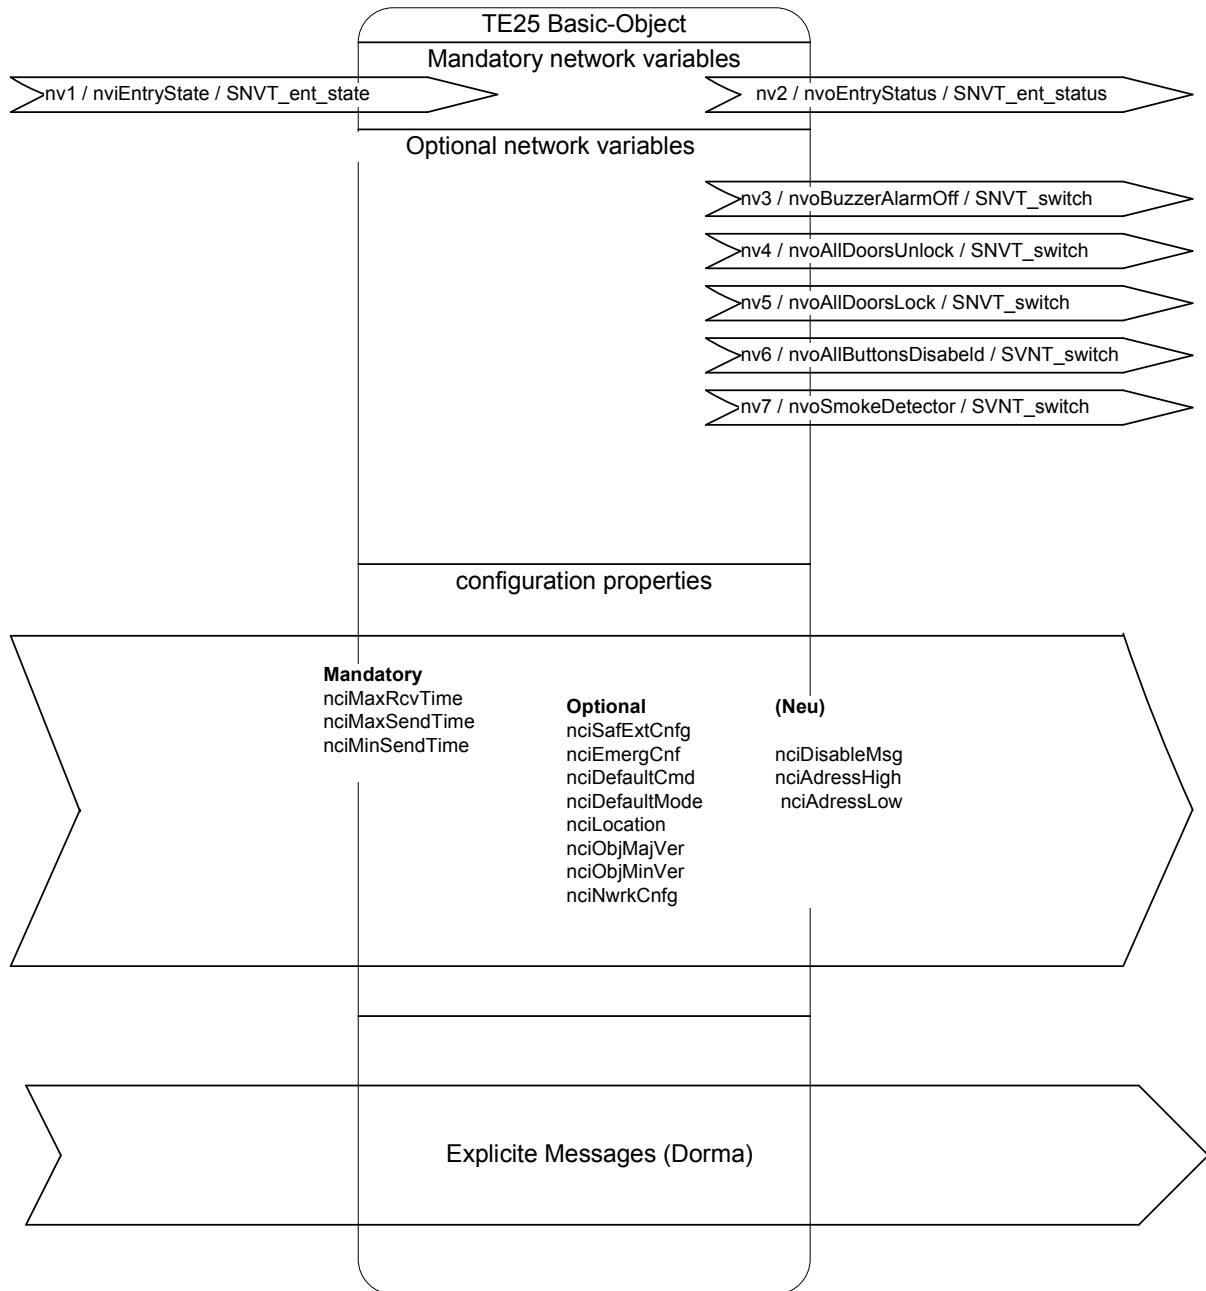 TE25 Basic-Object
Mandatory network variables
nv1 / nviEntryState / SNVT_ent_state
nv2 / nvoEntryStatus / SNVT_ent_status
Optional network variables
nv3 / nvoBuzzerAlarmOff / SNVT_switch
nv4 / nvoAllDoorsUnlock / SNVT_switch
nv5 / nvoAllDoorsLock / SNVT_switch
nv6 / nvoAllButtonsDisabeld / SVNT_switch
nv7 / nvoSmokeDetector / SVNT_switch
configuration properties
Mandatory
nciMaxRcvTime
nciMaxSendTime
nciMinSendTime
Optional
nciSafExtCnfg
nciEmergCnf
nciDefaultCmd
nciDefaultMode
nciLocation
nciObjMajVer
nciObjMinVer
nciNwrkCnfg
(Neu)
nciDisableMsg
nciAdressHigh
nciAdressLow
Explicite Messages (Dorma)